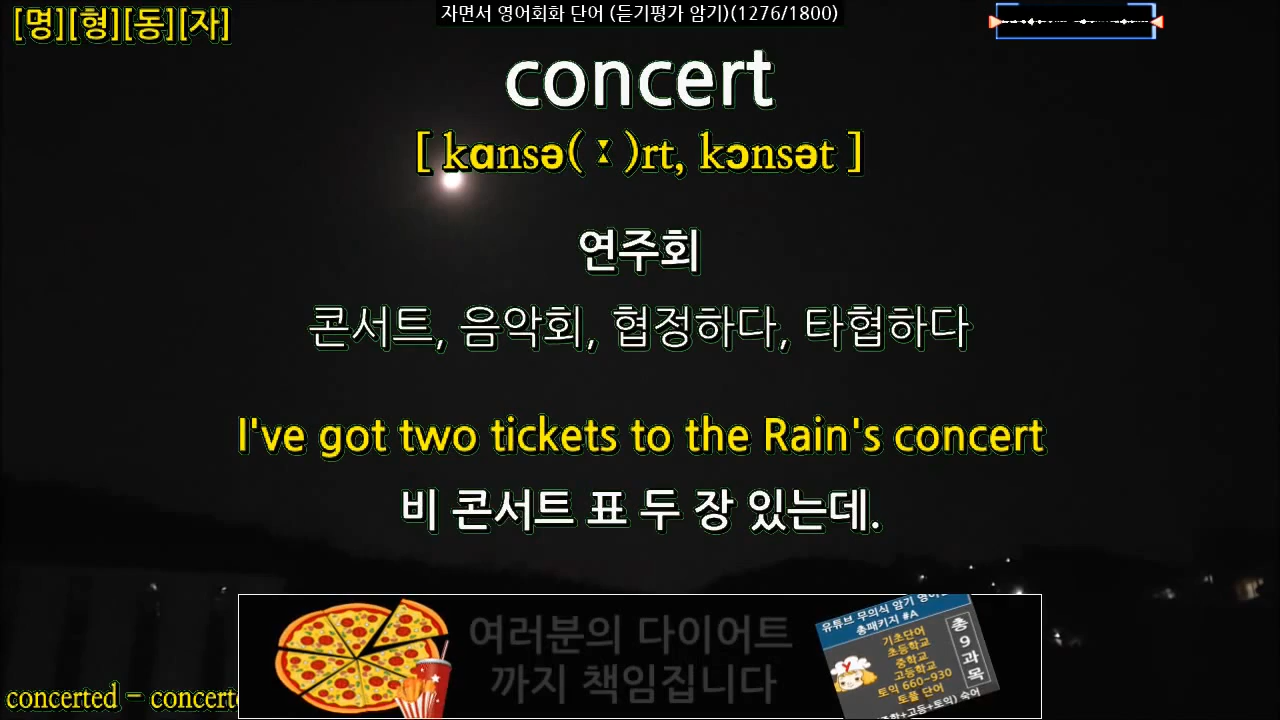 [명][형][동][자]
자면서 영어회화 단어 (듣기평가 암기)(1276/1800)
concert
[ kɑnsə(ː)rt, kɔnsət ]
연주회
콘서트, 음악회, 협정하다, 타협하다
I've got two tickets to the Rain's concert
비 콘서트 표 두 장 있는데.
여러분의 다이어트
까지 책임집니다
유튜브 무의식 암기
총패키지 #A
기초단어
초등학교
중학교
고등학교
토익 660~930
토플 단어
총
9
과
목
concerted -